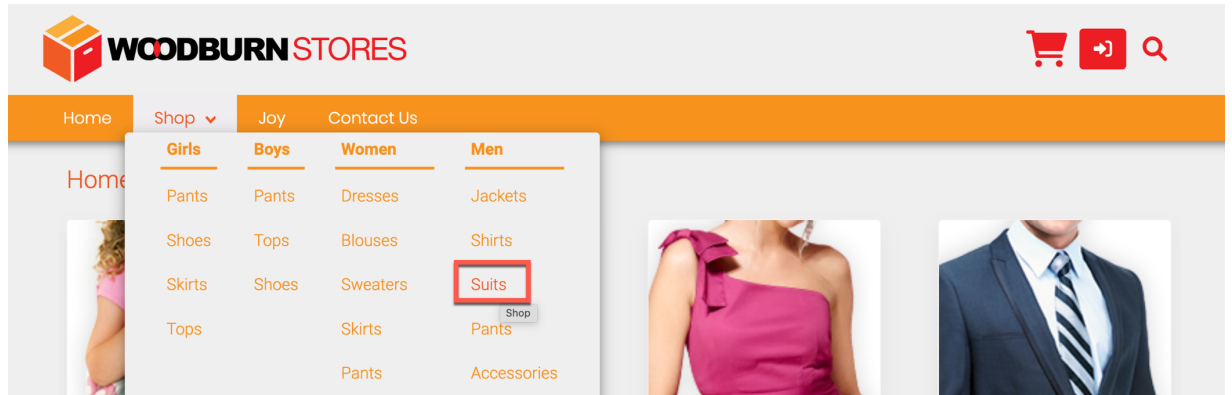 WOODBURN STORES
Home Shop Joy Contact Us
Girls Boys Women Men
Home
Pants Pants Dresses Jackets
Shoes Tops Blouses Shirts
Skirts Shoes Sweaters Suits
Shop
Tops Skirts Pants
Pants Accessories